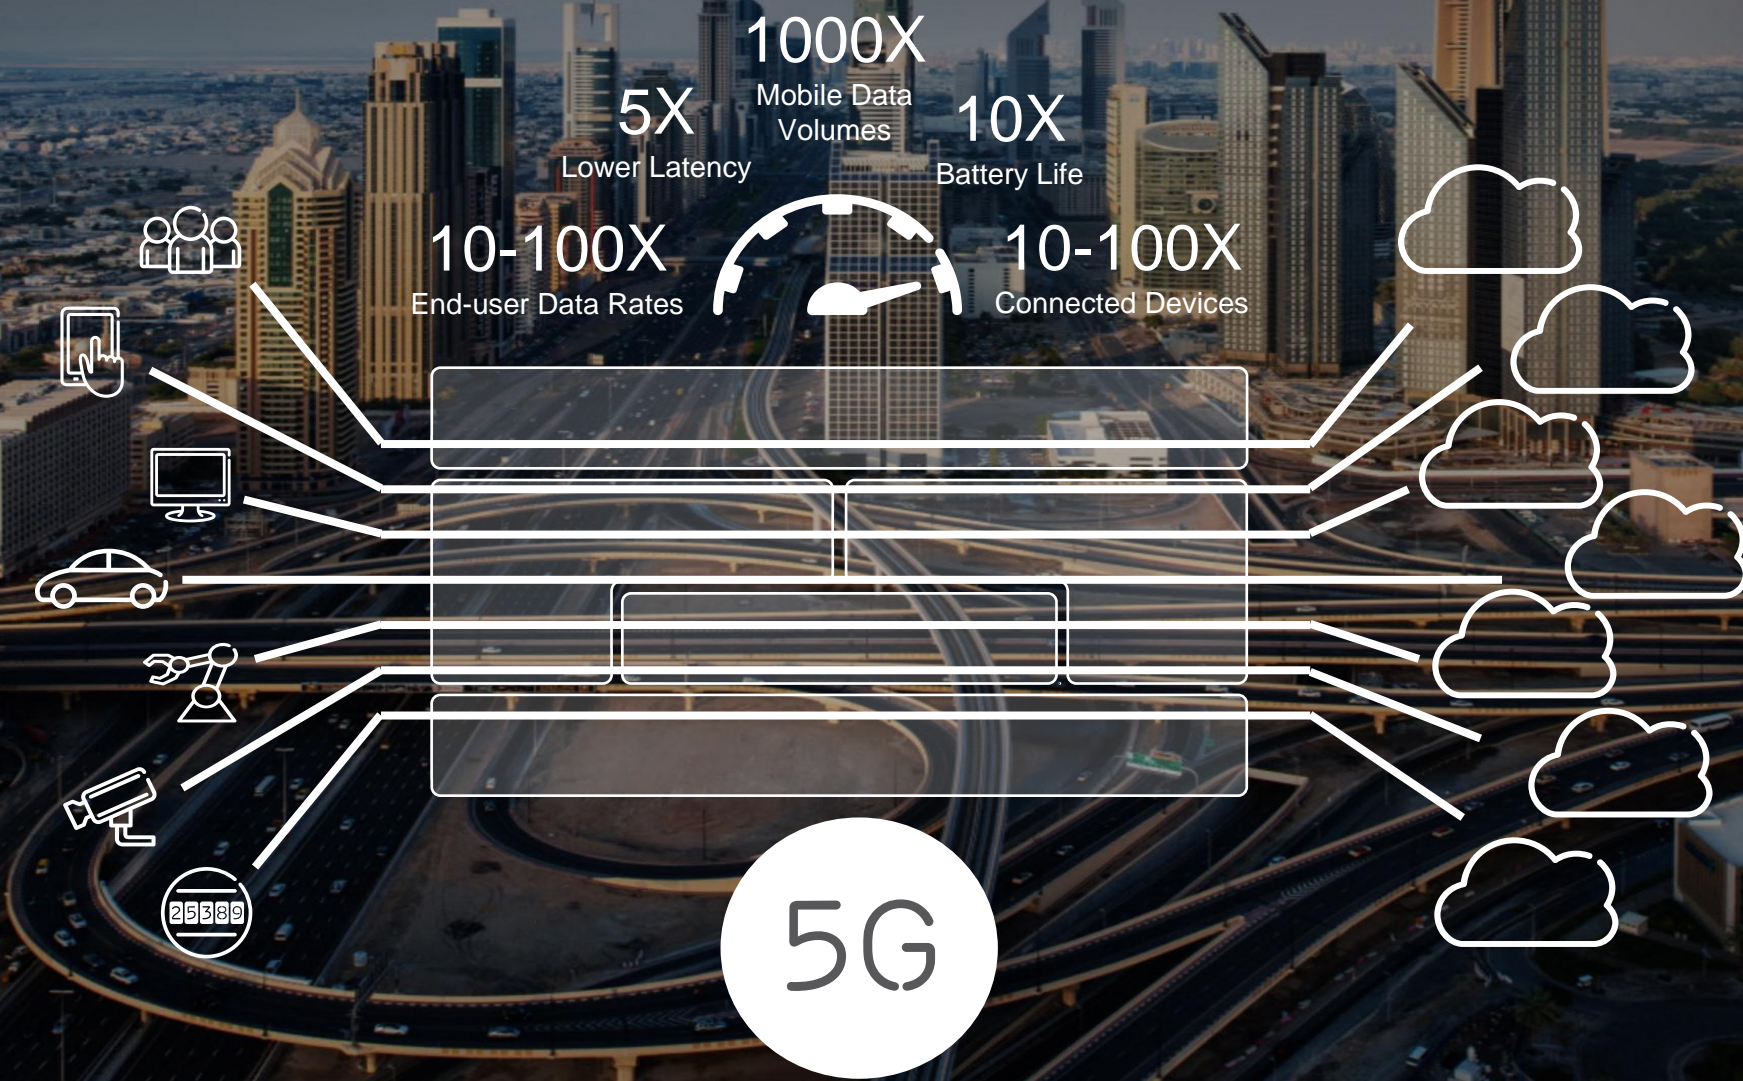 1000X
Mobile Data
Volumes
5X
Lower Latency
10X
Battery Life
10-100X
End-user Data Rates
10-100X
Connected Devices
25389
5G